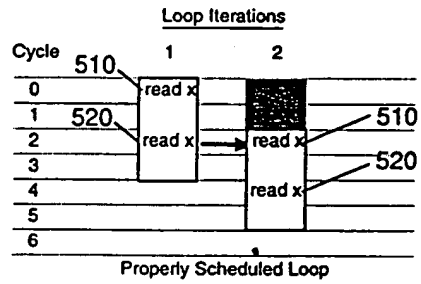 Loop Iterations
Cycle 1 2
510
0 read x
1
520 510
2 read x read x
3 520
4 read x
5
6
Properly Scheduled Loop